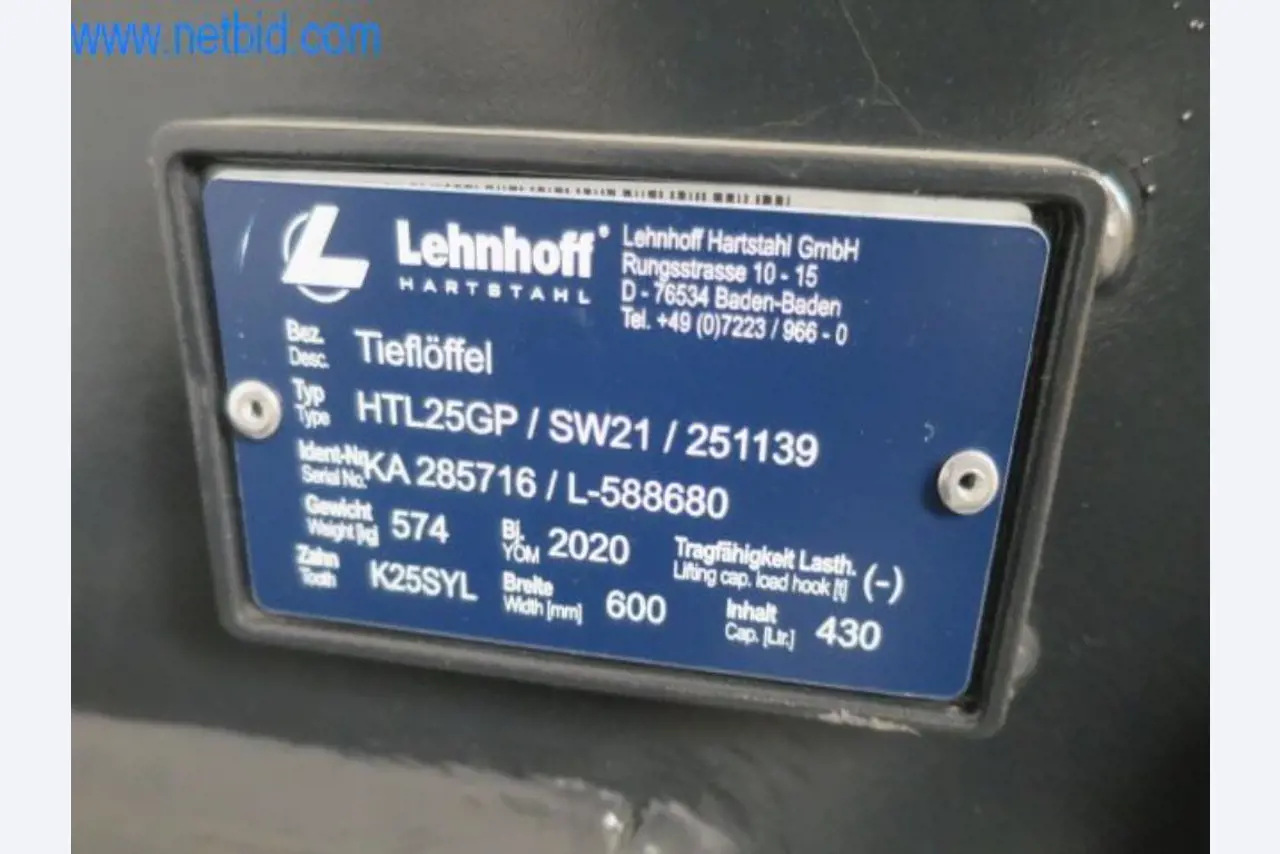 www.netbid.com
Lehnhoff®
HARTSTAHL
Lehnhoff Hartstahl GmbH
Rungsstrasse 10 - 15
D - 76534 Baden-Baden
Tel. +49 (0)7223 / 966 - 0
Bez. Tieflöffel
Desc.
Typ HTL25GP / SW21 / 251139
Type
Ident-Nr. KA 285716 / L-588680
Serial No.
Gewicht 574 Bj. 2020 Tragfähigkeit Lasth. (-)
Weight [kg] YOM Lifting cap. load hook [t]
Zahn K25SYL Breite 600 Inhalt 430
Tooth Width [mm] Cap. [Ltr.]